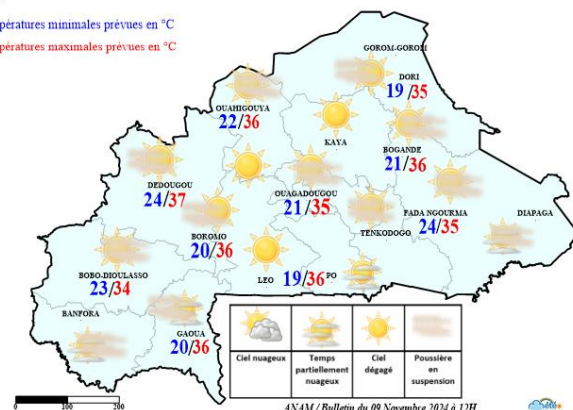 pératures minimales prévues en °C
pératures maximales prévues en °C
GOROM-GOROM
DORI
19/35
OUAHIGOUYA
22/36
KAYA
BOGANDE
21/36
DEDOUGOU
24/37
OUAGADOUGOU
21/35
FADA NGOURMA
24/35
DIAPAGA
TENKODOGO
BOROMO
20/36
BOBO-DIOULASSO
23/34
LEO
19/36
PO
BANFORA
GAOUA
20/36
Ciel nuageux
Temps partiellement nuageux
Ciel dégagé
Poussière en suspension
0 100 200
ANAM / Bulletin du 09 Novembre 2024 à 12H